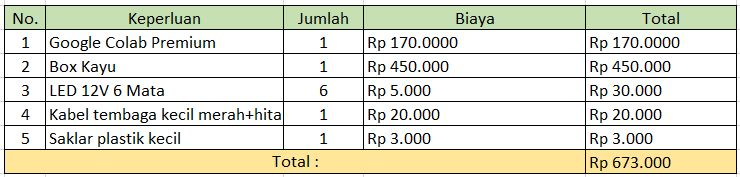 No. Keperluan Jumlah Biaya Total
1 Google Colab Premium 1 Rp 170.0000 Rp 170.0000
2 Box Kayu 1 Rp 450.000 Rp 450.000
3 LED 12V 6 Mata 6 Rp 5.000 Rp 30.000
4 Kabel tembaga kecil merah+hita 1 Rp 20.000 Rp 20.000
5 Saklar plastik kecil 1 Rp 3.000 Rp 3.000
Total : Rp 673.000